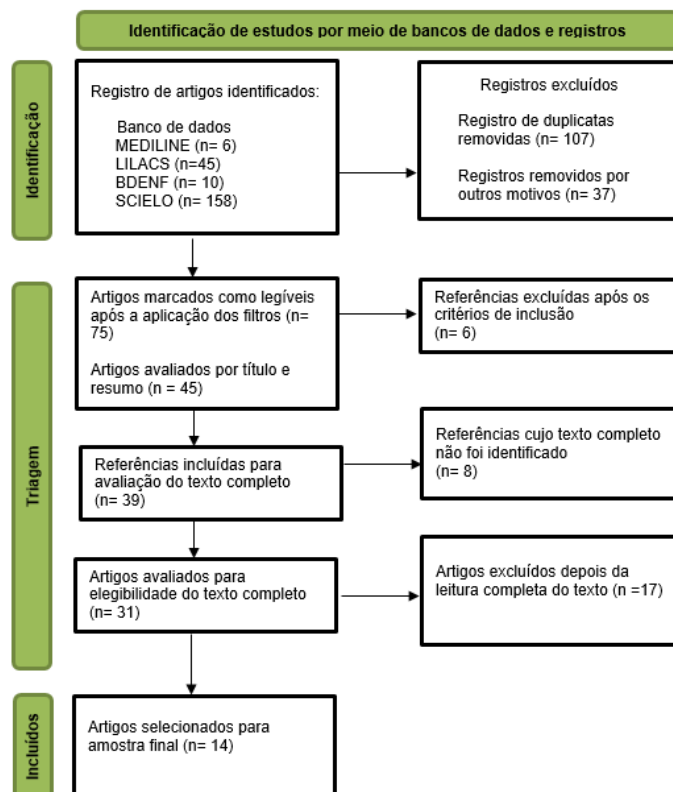 Identificação de estudos por meio de bancos de dados e registros
Identificação
Registro de artigos identificados:
Banco de dados
MEDILINE (n= 6)
LILACS (n=45)
BDENF (n= 10)
SCIELO (n= 158)
Registros excluídos
Registro de duplicatas
removidas (n= 107)
Registros removidos por
outros motivos (n= 37)
Triagem
Artigos marcados como legíveis
após a aplicação dos filtros (n=
75)
Artigos avaliados por título e
resumo (n = 45)
Referências excluídas após os
critérios de inclusão
(n= 6)
Referências incluídas para
avaliação do texto completo
(n= 39)
Referências cujo texto completo
não foi identificado
(n= 8)
Artigos avaliados para
elegibilidade do texto completo
(n= 31)
Artigos excluídos depois da
leitura completa do texto (n =17)
Incluídos
Artigos selecionados para
amostra final (n= 14)